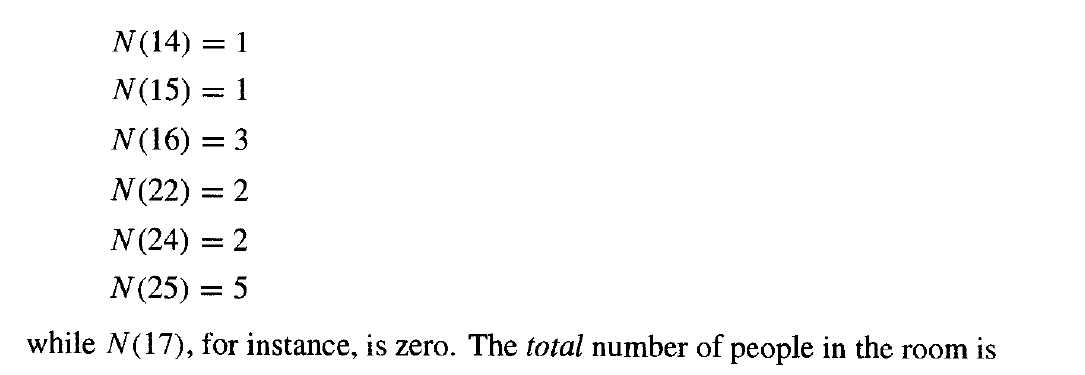 N(14) = 1
N(15) = 1
N(16) = 3
N(22) = 2
N(24) = 2
N(25) = 5
while N(17), for instance, is zero. The total number of people in the room is